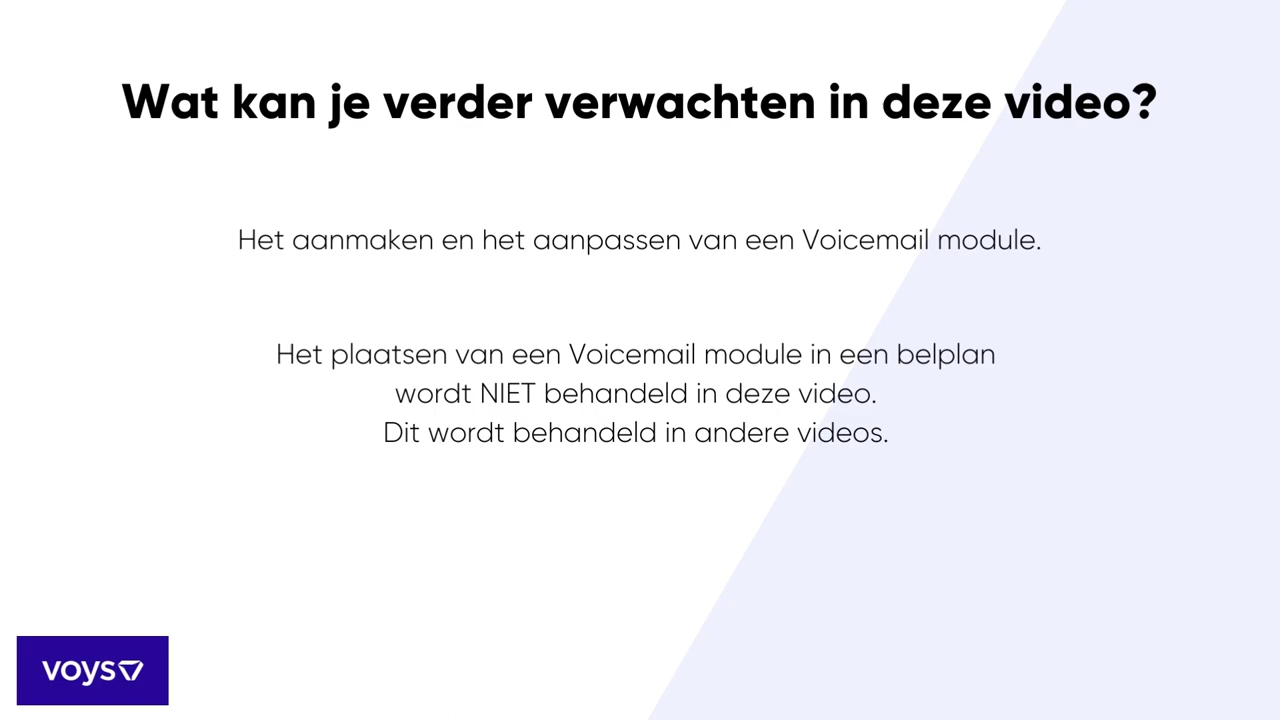 Wat kan je verder verwachten in deze video?
Het aanmaken en het aanpassen van een Voicemail module.
Het plaatsen van een Voicemail module in een belplan
wordt NIET behandeld in deze video.
Dit wordt behandeld in andere videos.
voys